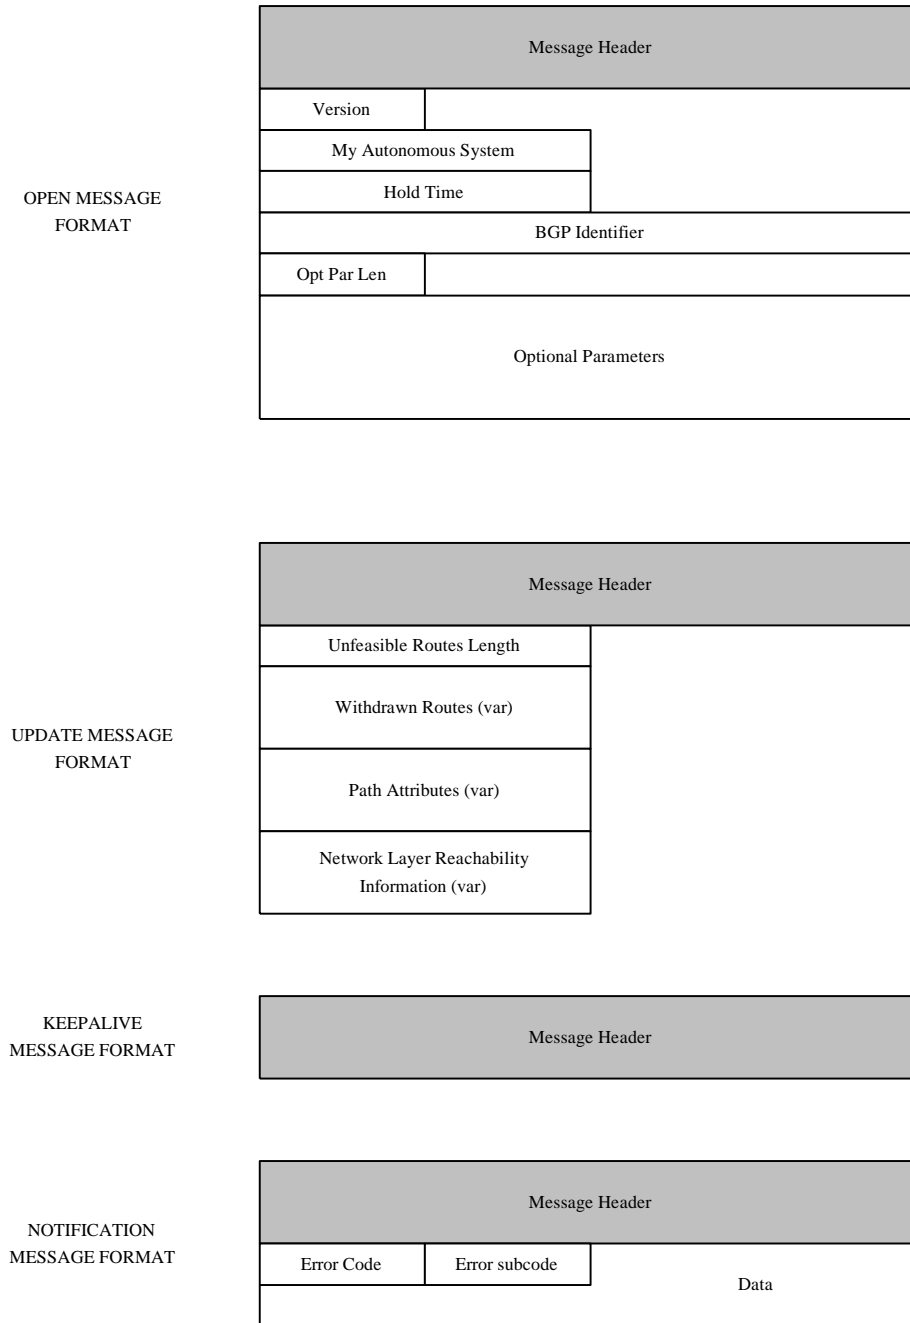 Message Header
Version
My Autonomous System
Hold Time
OPEN MESSAGE
FORMAT
BGP Identifier
Opt Par Len
Optional Parameters
Message Header
Unfeasible Routes Length
Withdrawn Routes (var)
UPDATE MESSAGE
FORMAT
Path Attributes (var)
Network Layer Reachability
Information (var)
KEEPALIVE
MESSAGE FORMAT
Message Header
Message Header
NOTIFICATION
MESSAGE FORMAT
Error Code
Error subcode
Data